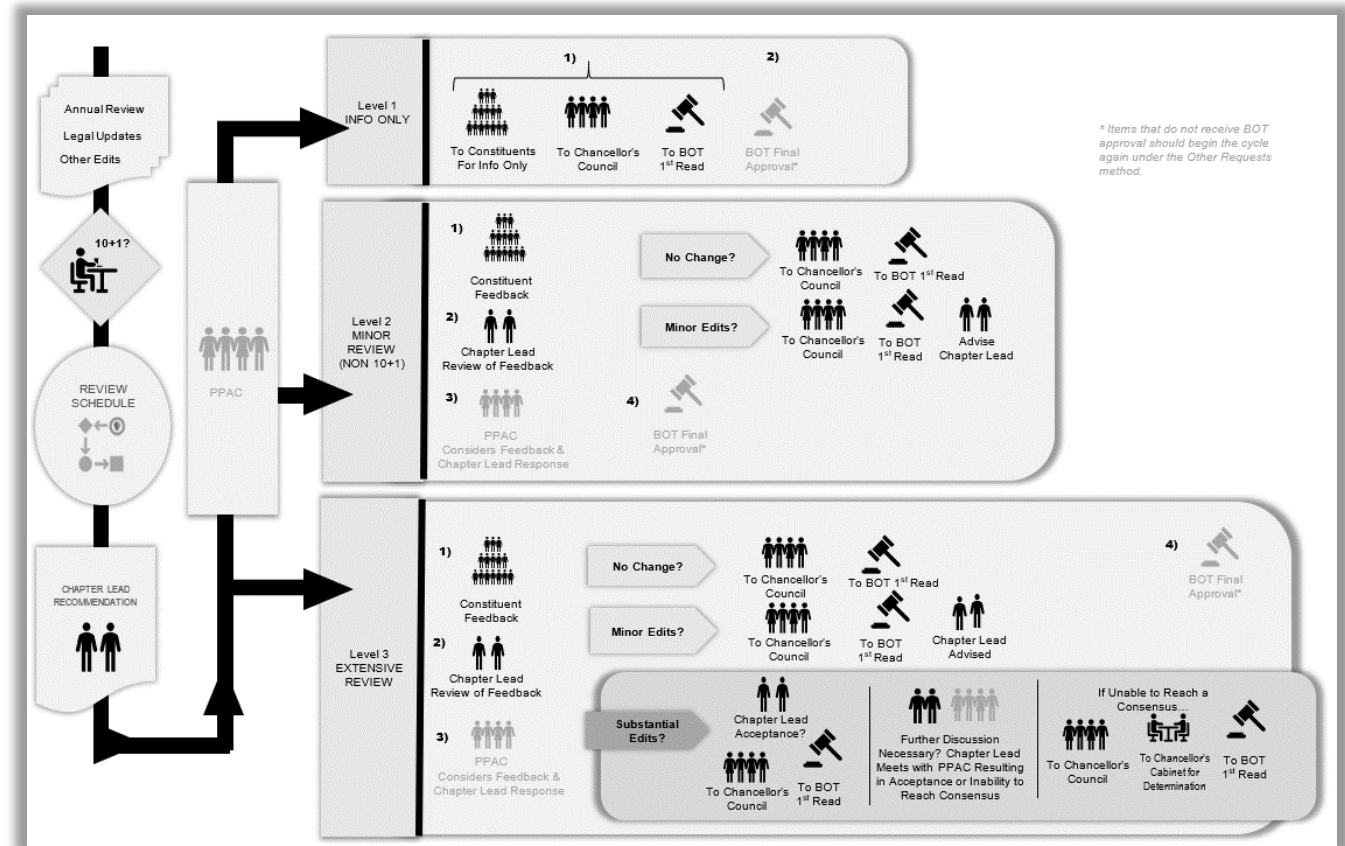 Annual Review
Legal Updates
Other Edits
10+1?
REVIEW
SCHEDULE
CHAPTER LEAD
RECOMMENDATION
PPAC
Level 1
INFO ONLY
1)
To Constituents
For Info Only
To Chancellor's
Council
To BOT
1st Read
2)
BOT Final
Approval*
* Items that do not receive BOT
approval should begin the cycle
again under the Other Requests
method.
Level 2
MINOR
REVIEW
(NON 10+1)
1)
Constituent
Feedback
2)
Chapter Lead
Review of Feedback
3)
PPAC
Considers Feedback &
Chapter Lead Response
No Change?
To Chancellor's
Council
To BOT 1st Read
Minor Edits?
To Chancellor's
Council
To BOT
1st Read
Advise
Chapter Lead
4)
BOT Final
Approval*
Level 3
EXTENSIVE
REVIEW
1)
Constituent
Feedback
2)
Chapter Lead
Review of Feedback
3)
PPAC
Considers Feedback &
Chapter Lead Response
No Change?
To Chancellor's
Council
To BOT 1st Read
Minor Edits?
To Chancellor's
Council
To BOT
1st Read
Chapter Lead
Advised
4)
BOT Final
Approval*
Substantial
Edits?
Chapter Lead
Acceptance?
To Chancellor's
Council
To BOT
1st Read
Further Discussion
Necessary? Chapter Lead
Meets with PPAC Resulting
in Acceptance or Inability to
Reach Consensus
If Unable to Reach a
Consensus...
To Chancellor's
Council
To Chancellor's
Cabinet for
Determination
To BOT
1st Read